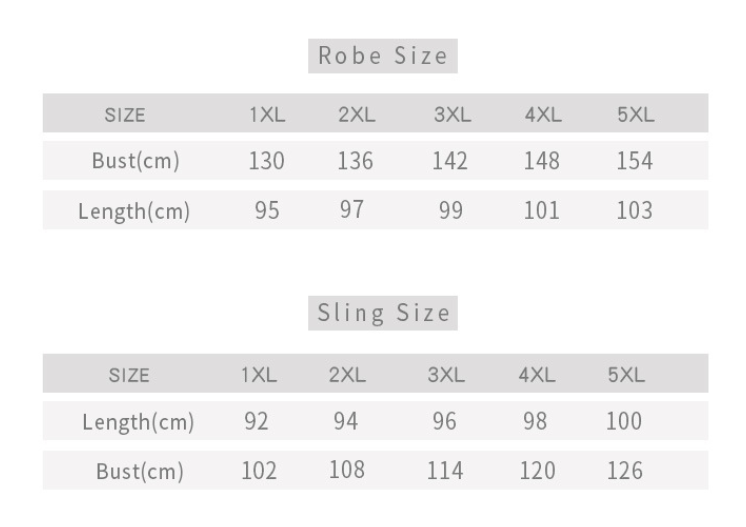 Robe Size
SIZE 1XL 2XL 3XL 4XL 5XL
Bust(cm) 130 136 142 148 154
Length(cm) 95 97 99 101 103
Sling Size
SIZE 1XL 2XL 3XL 4XL 5XL
Length(cm) 92 94 96 98 100
Bust(cm) 102 108 114 120 126